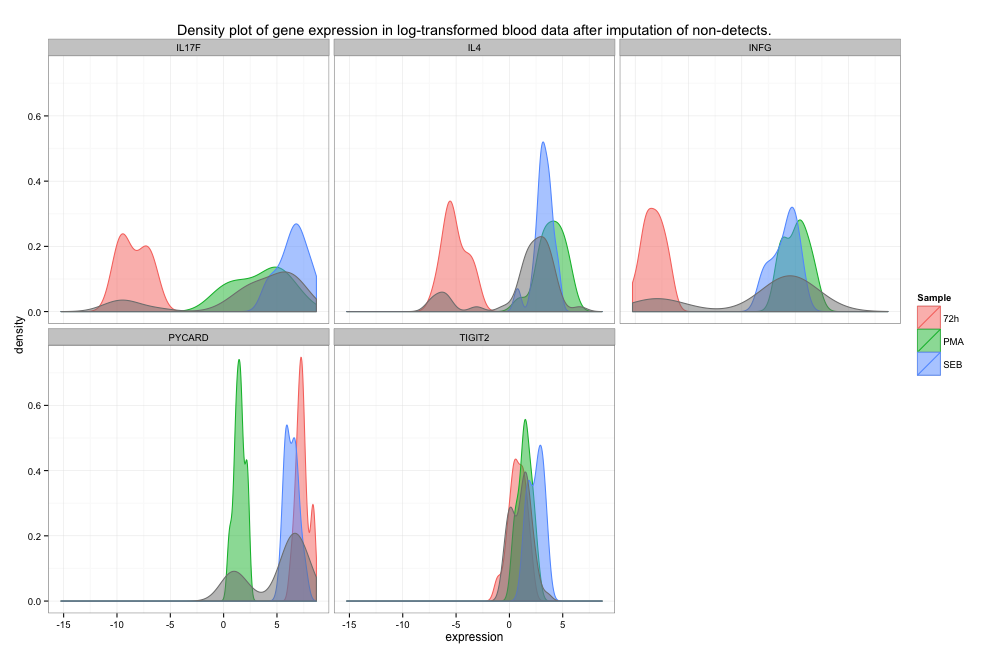 Density plot of gene expression in log-transformed blood data after imputation of non-detects.
IL17F IL4 INFG
0.6
0.4
0.2
0.0
density
PYCARD TIGIT2
0.6
0.4
0.2
0.0
-15 -10 -5 0 5 -15 -10 -5 0 5
expression
Sample
72h
PMA
SEB